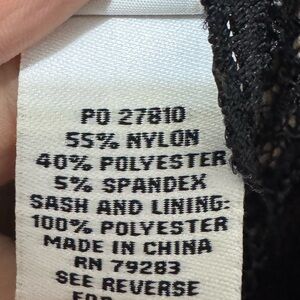 PO 27810
55% NYLON
40% POLYESTER
5% SPANDEX
SASH AND LINING:
100% POLYESTER
MADE IN CHINA
RN 79283
SEE REVERSE
FOR